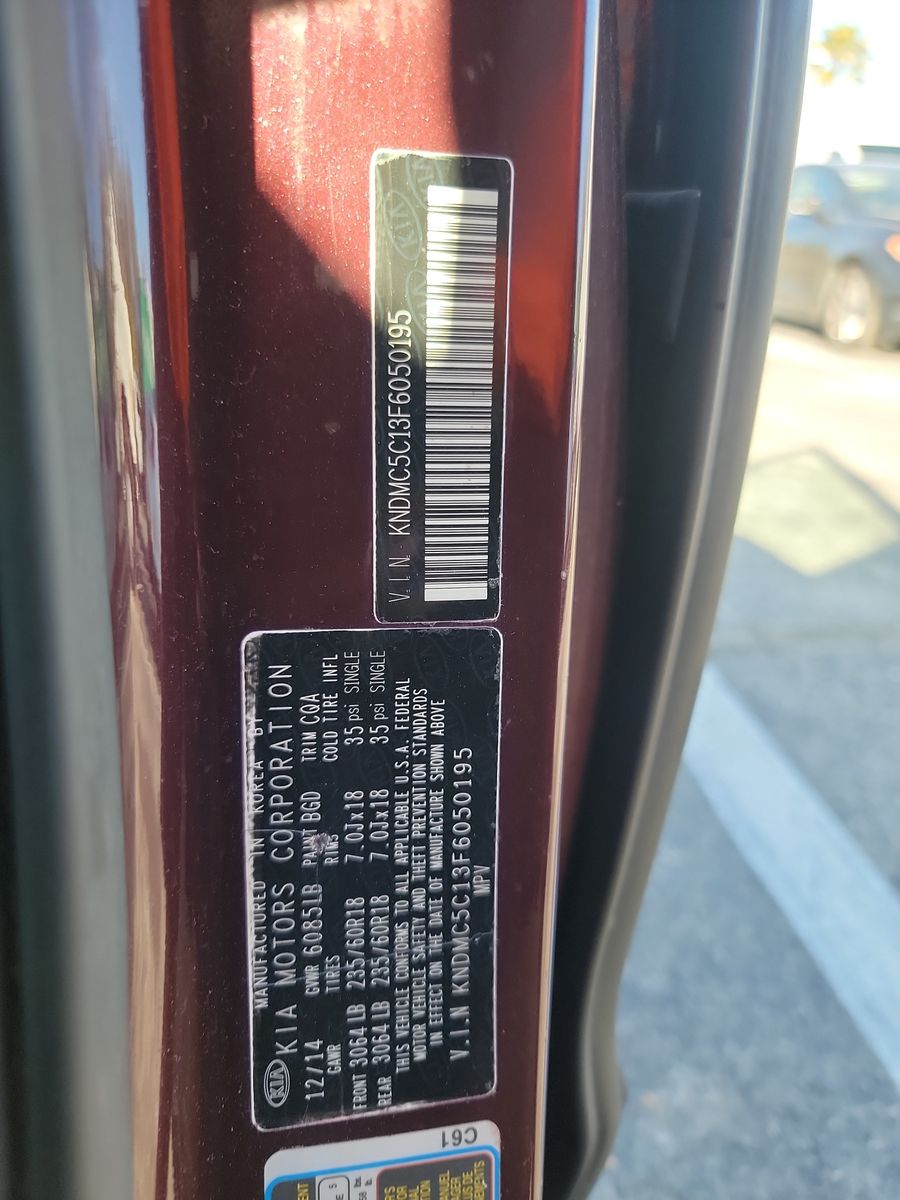 V.I.N. KNDMC5C13F6050195
KIA
MANUFACTURED IN KOREA BY
KIA KIA MOTORS CORPORATION
12/14 GVWR 6085LB PAINT BGD TRIM CQA
GAWR TIRES RIMS COLD TIRE INFL
FRONT 3064LB 235/60R18 7.0Jx18 35psi SINGLE
REAR 3064LB 235/60R18 7.0Jx18 35psi SINGLE
THIS VEHICLE CONFORMS TO ALL APPLICABLE U.S.A. FEDERAL
MOTOR VEHICLE SAFETY AND THEFT PREVENTION STANDARDS
IN EFFECT ON THE DATE OF MANUFACTURE SHOWN ABOVE
V.I.N KNDMC5C13F6050195
MPV
C61